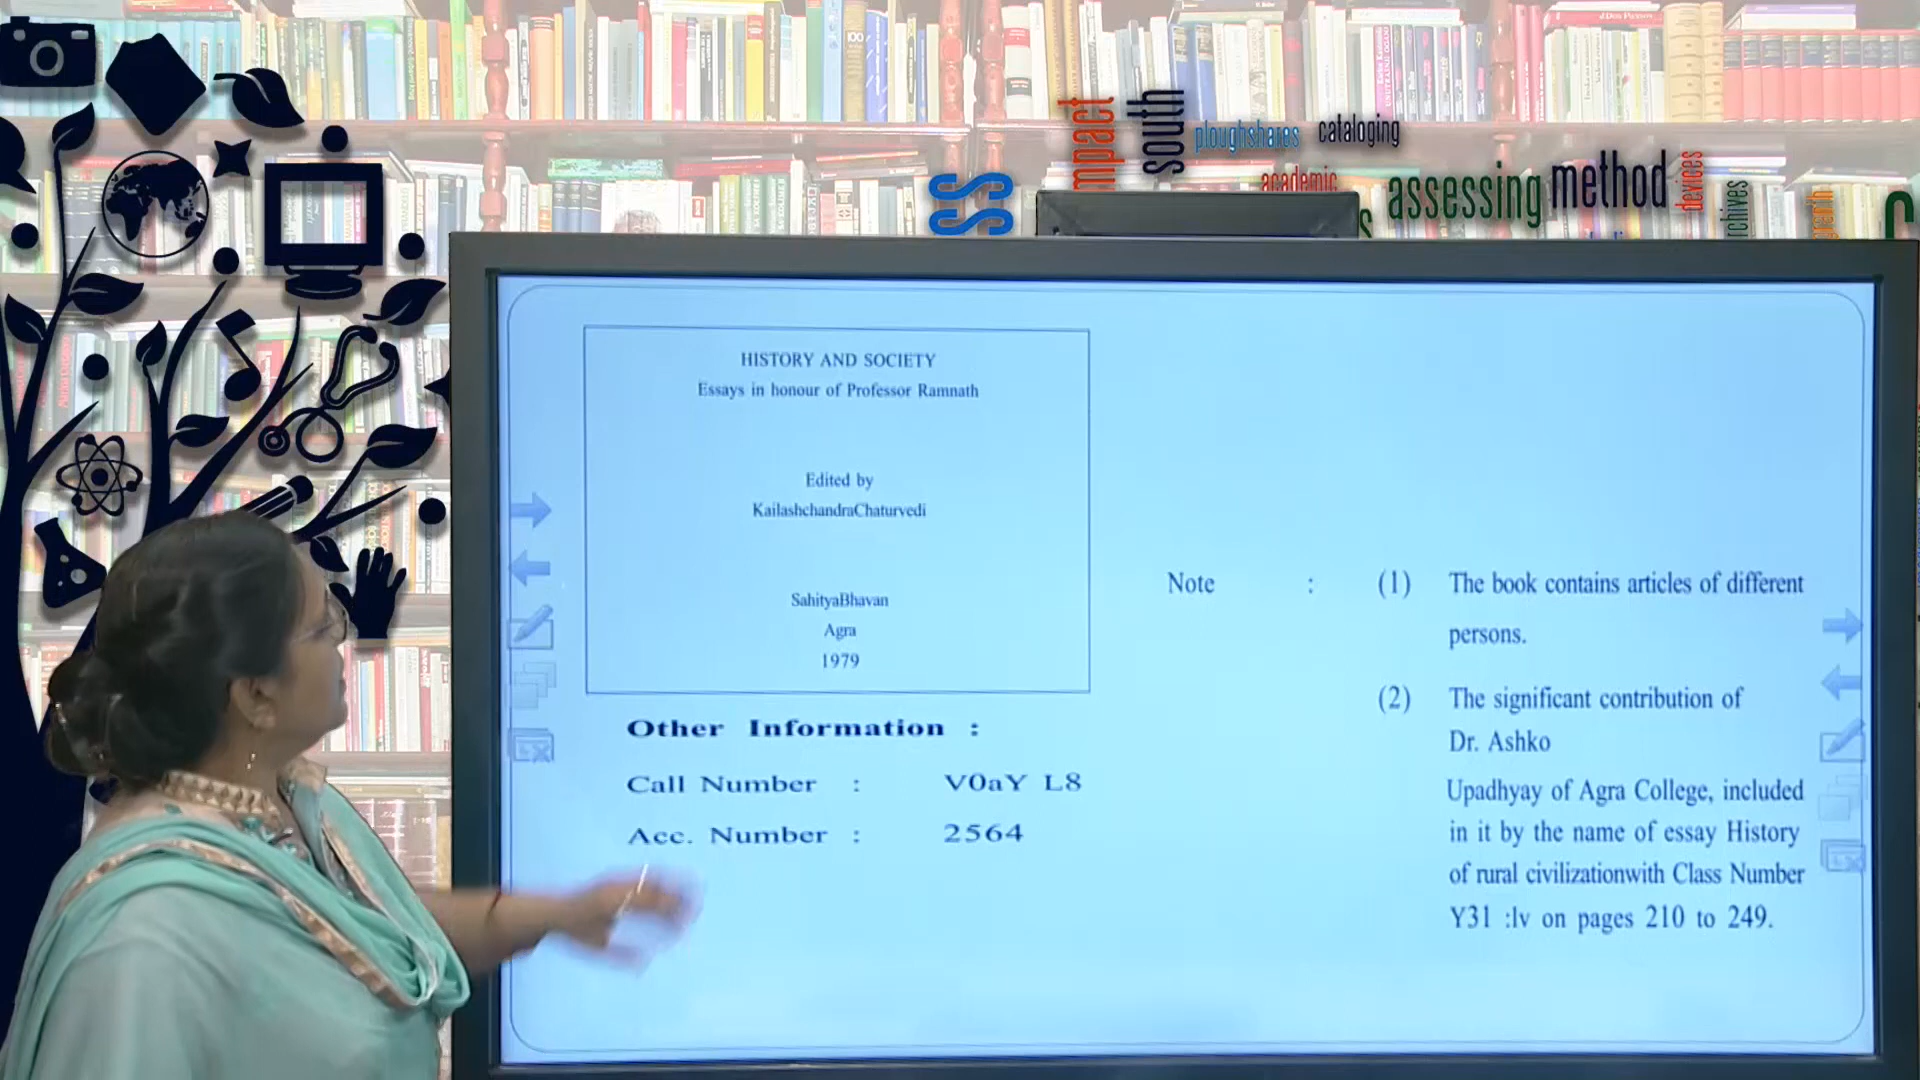 mpact
south
ploughshares
cataloging
academic
assessing
method
devices
SS
HISTORY AND SOCIETY
Essays in honour of Professor Ramnath
Edited by
KailashchandraChaturvedi
SahityaBhavan
Agra
1979
Other Information :
Call Number : V0aY L8
Acc. Number : 2564
Note : (1) The book contains articles of different
persons.
(2) The significant contribution of
Dr. Ashko
Upadhyay of Agra College, included
in it by the name of essay History
of rural civilizationwith Class Number
Y31 :lv on pages 210 to 249.